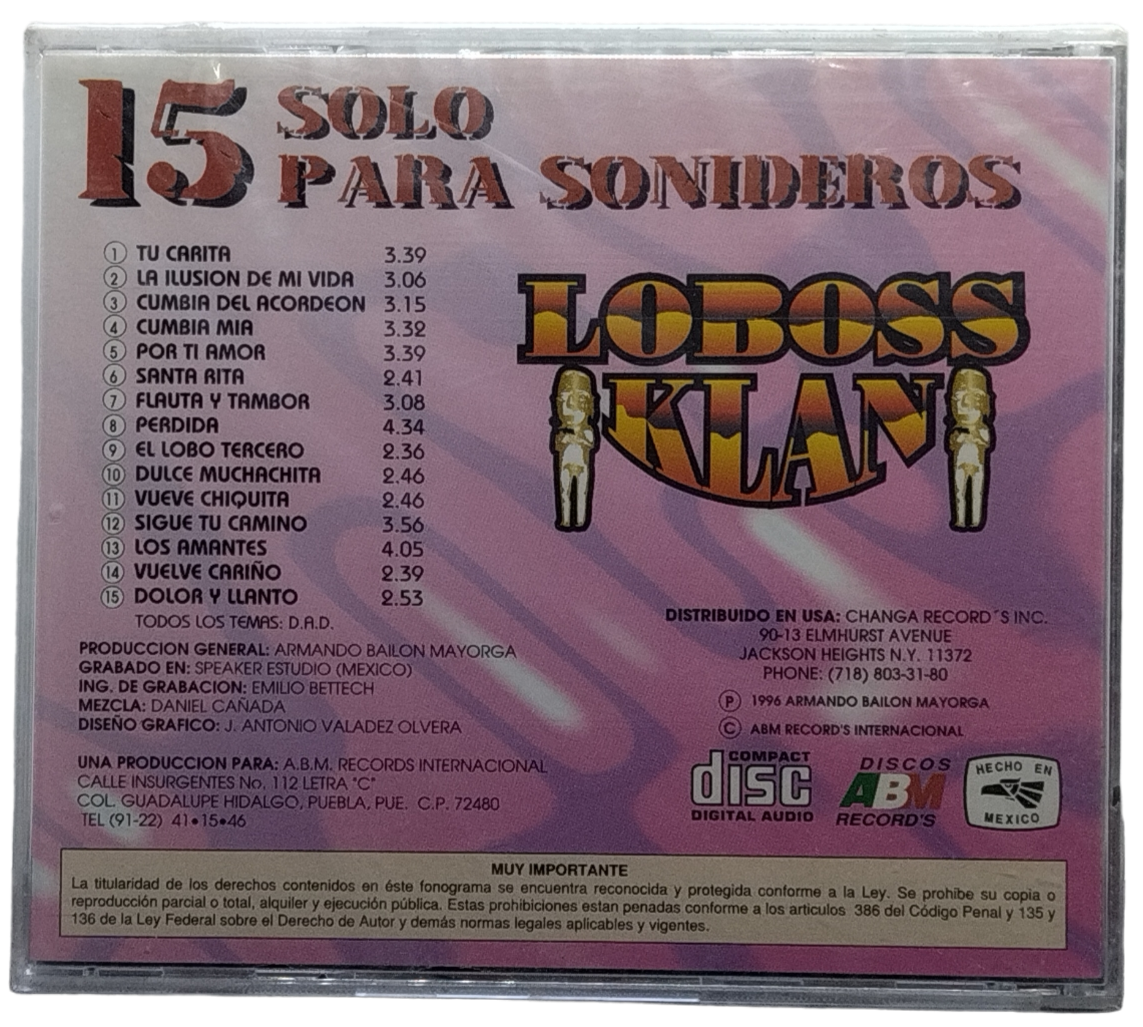 15 SOLO
PARA SONIDEROS
1 TU CARITA 3.39
2 LA ILUSION DE MI VIDA 3.06
3 CUMBIA DEL ACORDEON 3.15
4 CUMBIA MIA 3.32
5 POR TI AMOR 3.39
6 SANTA RITA 2.41
7 FLAUTA Y TAMBOR 3.08
8 PERDIDA 4.34
9 EL LOBO TERCERO 2.36
10 DULCE MUCHACHITA 2.46
11 VUEVE CHIQUITA 2.46
12 SIGUE TU CAMINO 3.56
13 LOS AMANTES 4.05
14 VUELVE CARIÑO 2.39
15 DOLOR Y LLANTO 2.53
TODOS LOS TEMAS: D.A.D.
LOBOSS
KLAN
PRODUCCION GENERAL: ARMANDO BAILON MAYORGA
GRABADO EN: SPEAKER ESTUDIO (MEXICO)
ING. DE GRABACION: EMILIO BETTECH
MEZCLA: DANIEL CAÑADA
DISEÑO GRAFICO: J. ANTONIO VALADEZ OLVERA
UNA PRODUCCION PARA: A.B.M. RECORDS INTERNACIONAL
CALLE INSURGENTES No. 112 LETRA "C"
COL. GUADALUPE HIDALGO, PUEBLA, PUE. C.P. 72480
TEL (91-22) 41•15•46
DISTRIBUIDO EN USA: CHANGA RECORD´S INC.
90-13 ELMHURST AVENUE
JACKSON HEIGHTS N.Y. 11372
PHONE: (718) 803-31-80
Ⓟ 1996 ARMANDO BAILON MAYORGA
© ABM RECORD'S INTERNACIONAL
COMPACT
disc
DIGITAL AUDIO
DISCOS
ABM
RECORD'S
HECHO EN
MEXICO
MUY IMPORTANTE
La titularidad de los derechos contenidos en éste fonograma se encuentra reconocida y protegida conforme a la Ley. Se prohibe su copia o
reproducción parcial o total, alquiler y ejecución pública. Estas prohibiciones estan penadas conforme a los articulos 386 del Código Penal y 135 y
136 de la Ley Federal sobre el Derecho de Autor y demás normas legales aplicables y vigentes.